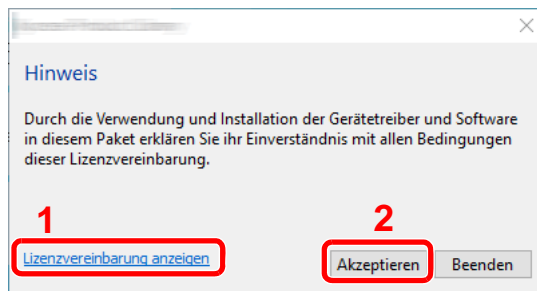 Hinweis
Durch die Verwendung und Installation der Gerätetreiber und Software
in diesem Paket erklären Sie ihr Einverständnis mit allen Bedingungen
dieser Lizenzvereinbarung.
1
2
Lizenzvereinbarung anzeigen
Akzeptieren
Beenden